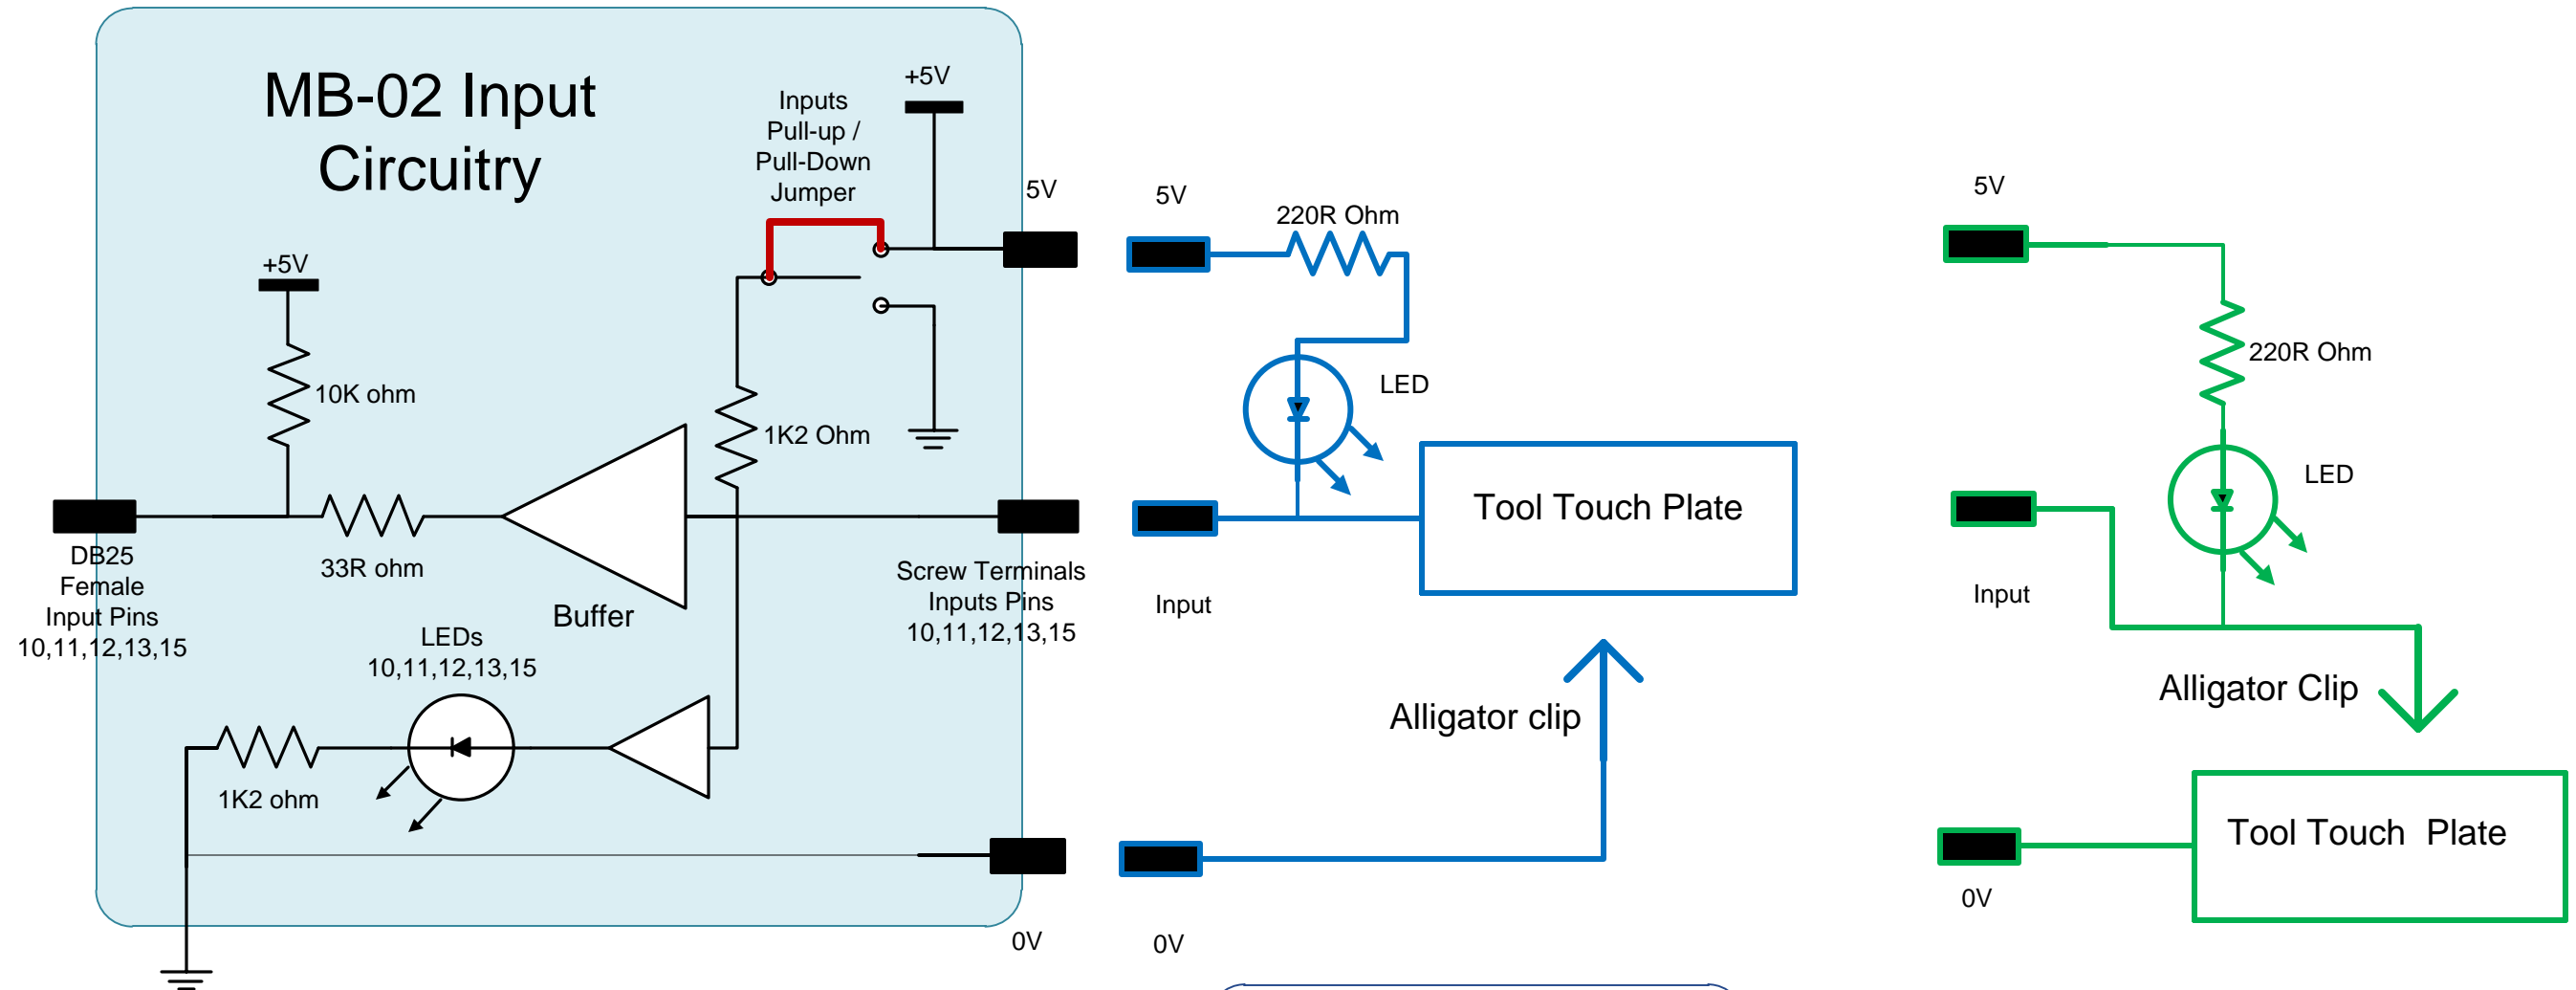 MB-02 Input
Circuitry
Inputs
Pull-up /
Pull-Down
Jumper
+5V
5V
+5V
10K ohm
1K2 Ohm
33R ohm
Buffer
DB25
Female
Input Pins
10,11,12,13,15
LEDs
10,11,12,13,15
1K2 ohm
Screw Terminals
Inputs Pins
10,11,12,13,15
0V
5V
220R Ohm
LED
Tool Touch Plate
Input
Alligator clip
0V
5V
220R Ohm
LED
Input
Alligator Clip
Tool Touch  Plate
0V